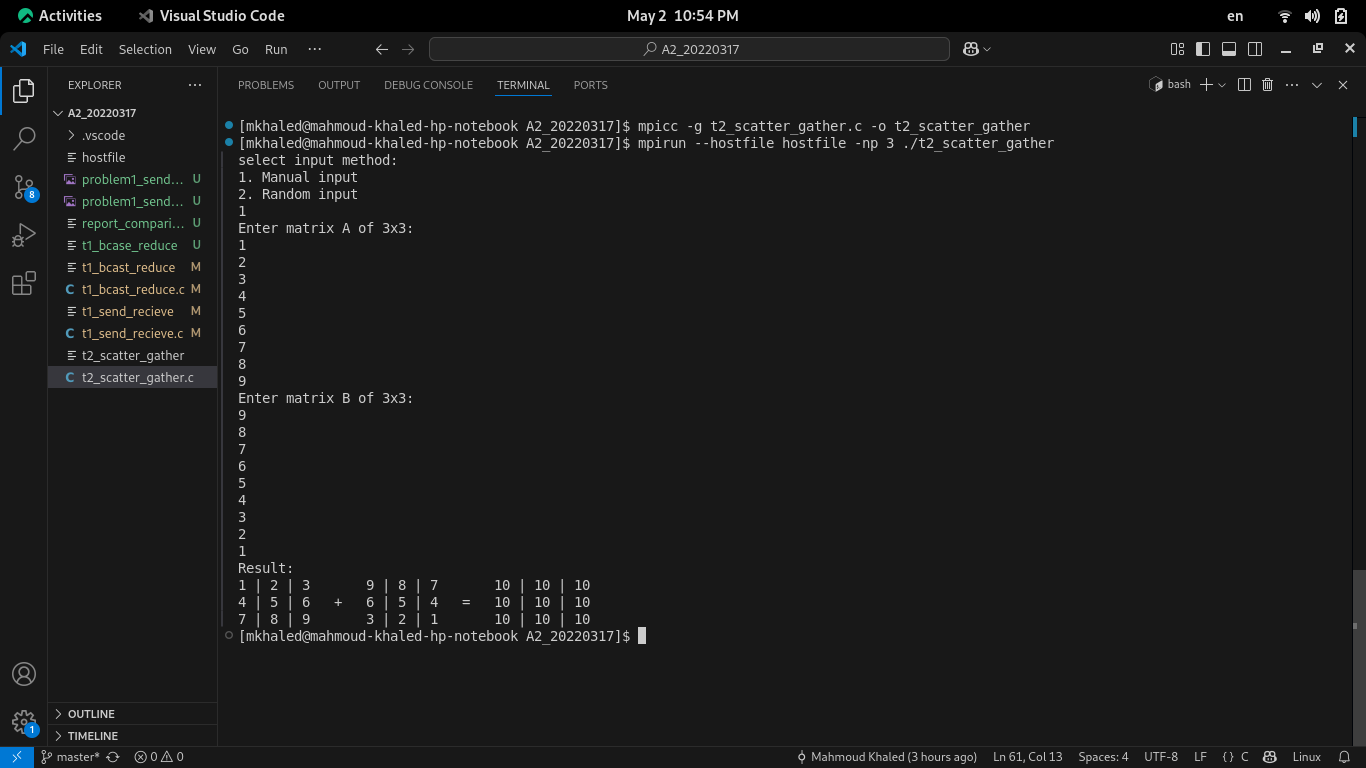 Activities Visual Studio Code May 2 10:54 PM en
File Edit Selection View Go Run ··· A2_20220317
EXPLORER ···
A2_20220317
.vscode
hostfile
problem1_send... U
problem1_send... U
report_compari... U
t1_bcase_reduce U
t1_bcast_reduce M
C t1_bcast_reduce.c M
t1_send_recieve M
C t1_send_recieve.c M
t2_scatter_gather
C t2_scatter_gather.c
OUTLINE
TIMELINE
8
1
PROBLEMS OUTPUT DEBUG CONSOLE TERMINAL PORTS bash ···
[mkhaled@mahmoud-khaled-hp-notebook A2_20220317]$ mpicc -g t2_scatter_gather.c -o t2_scatter_gather
[mkhaled@mahmoud-khaled-hp-notebook A2_20220317]$ mpirun --hostfile hostfile -np 3 ./t2_scatter_gather
select input method:
1. Manual input
2. Random input
1
Enter matrix A of 3x3:
1
2
3
4
5
6
7
8
9
Enter matrix B of 3x3:
9
8
7
6
5
4
3
2
1
Result:
1 | 2 | 3       9 | 8 | 7       10 | 10 | 10
4 | 5 | 6   +   6 | 5 | 4   =   10 | 10 | 10
7 | 8 | 9       3 | 2 | 1       10 | 10 | 10
[mkhaled@mahmoud-khaled-hp-notebook A2_20220317]$
master* 0 0 Mahmoud Khaled (3 hours ago) Ln 61, Col 13 Spaces: 4 UTF-8 LF { } C Linux